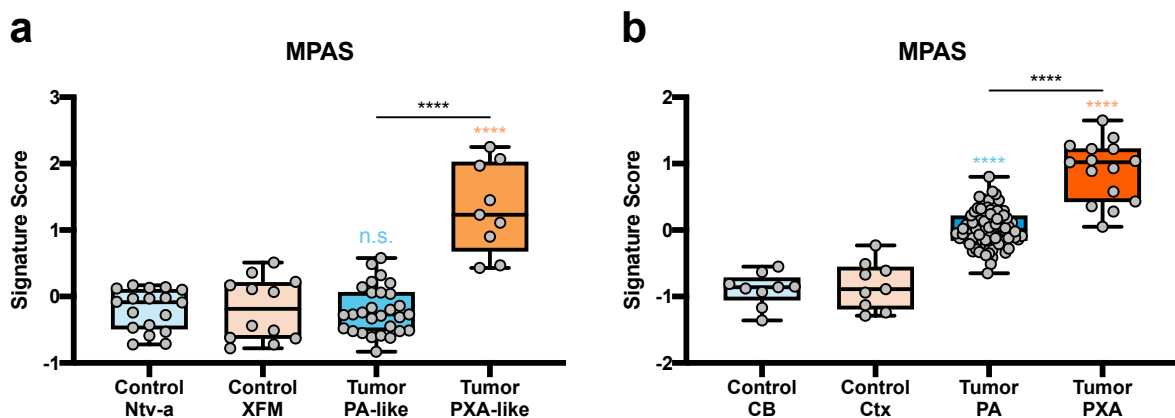 a
MPAS
Signature Score
3
2
1
0
-1
****
****
n.s.
Control Ntv-a
Control XFM
Tumor PA-like
Tumor PXA-like
b
MPAS
Signature Score
2
1
0
-1
-2
****
****
****
Control CB
Control Ctx
Tumor PA
Tumor PXA